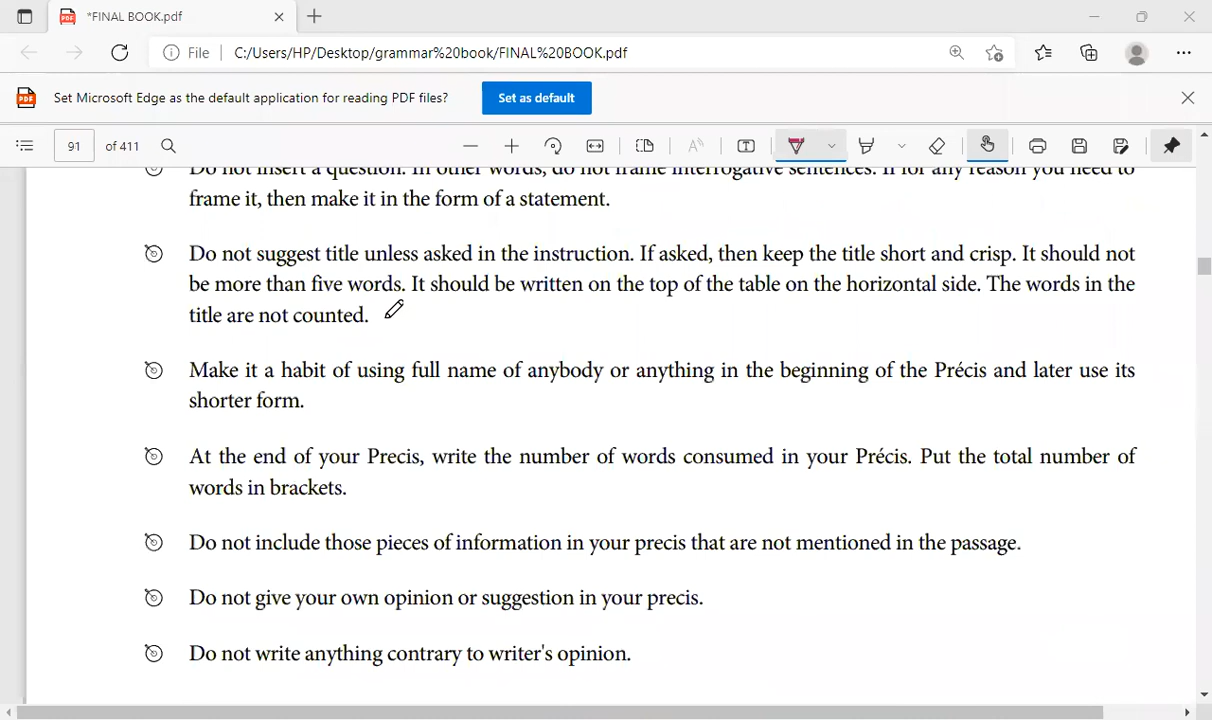 *FINAL BOOK.pdf
File
C:/Users/HP/Desktop/grammar%20book/FINAL%20BOOK.pdf
Set Microsoft Edge as the default application for reading PDF files?
Set as default
91
of 411
Do not insert a question. In other words, do not frame interrogative sentences. If for any reason you need to
frame it, then make it in the form of a statement.
Do not suggest title unless asked in the instruction. If asked, then keep the title short and crisp. It should not
be more than five words. It should be written on the top of the table on the horizontal side. The words in the
title are not counted.
Make it a habit of using full name of anybody or anything in the beginning of the Précis and later use its
shorter form.
At the end of your Precis, write the number of words consumed in your Précis. Put the total number of
words in brackets.
Do not include those pieces of information in your precis that are not mentioned in the passage.
Do not give your own opinion or suggestion in your precis.
Do not write anything contrary to writer's opinion.